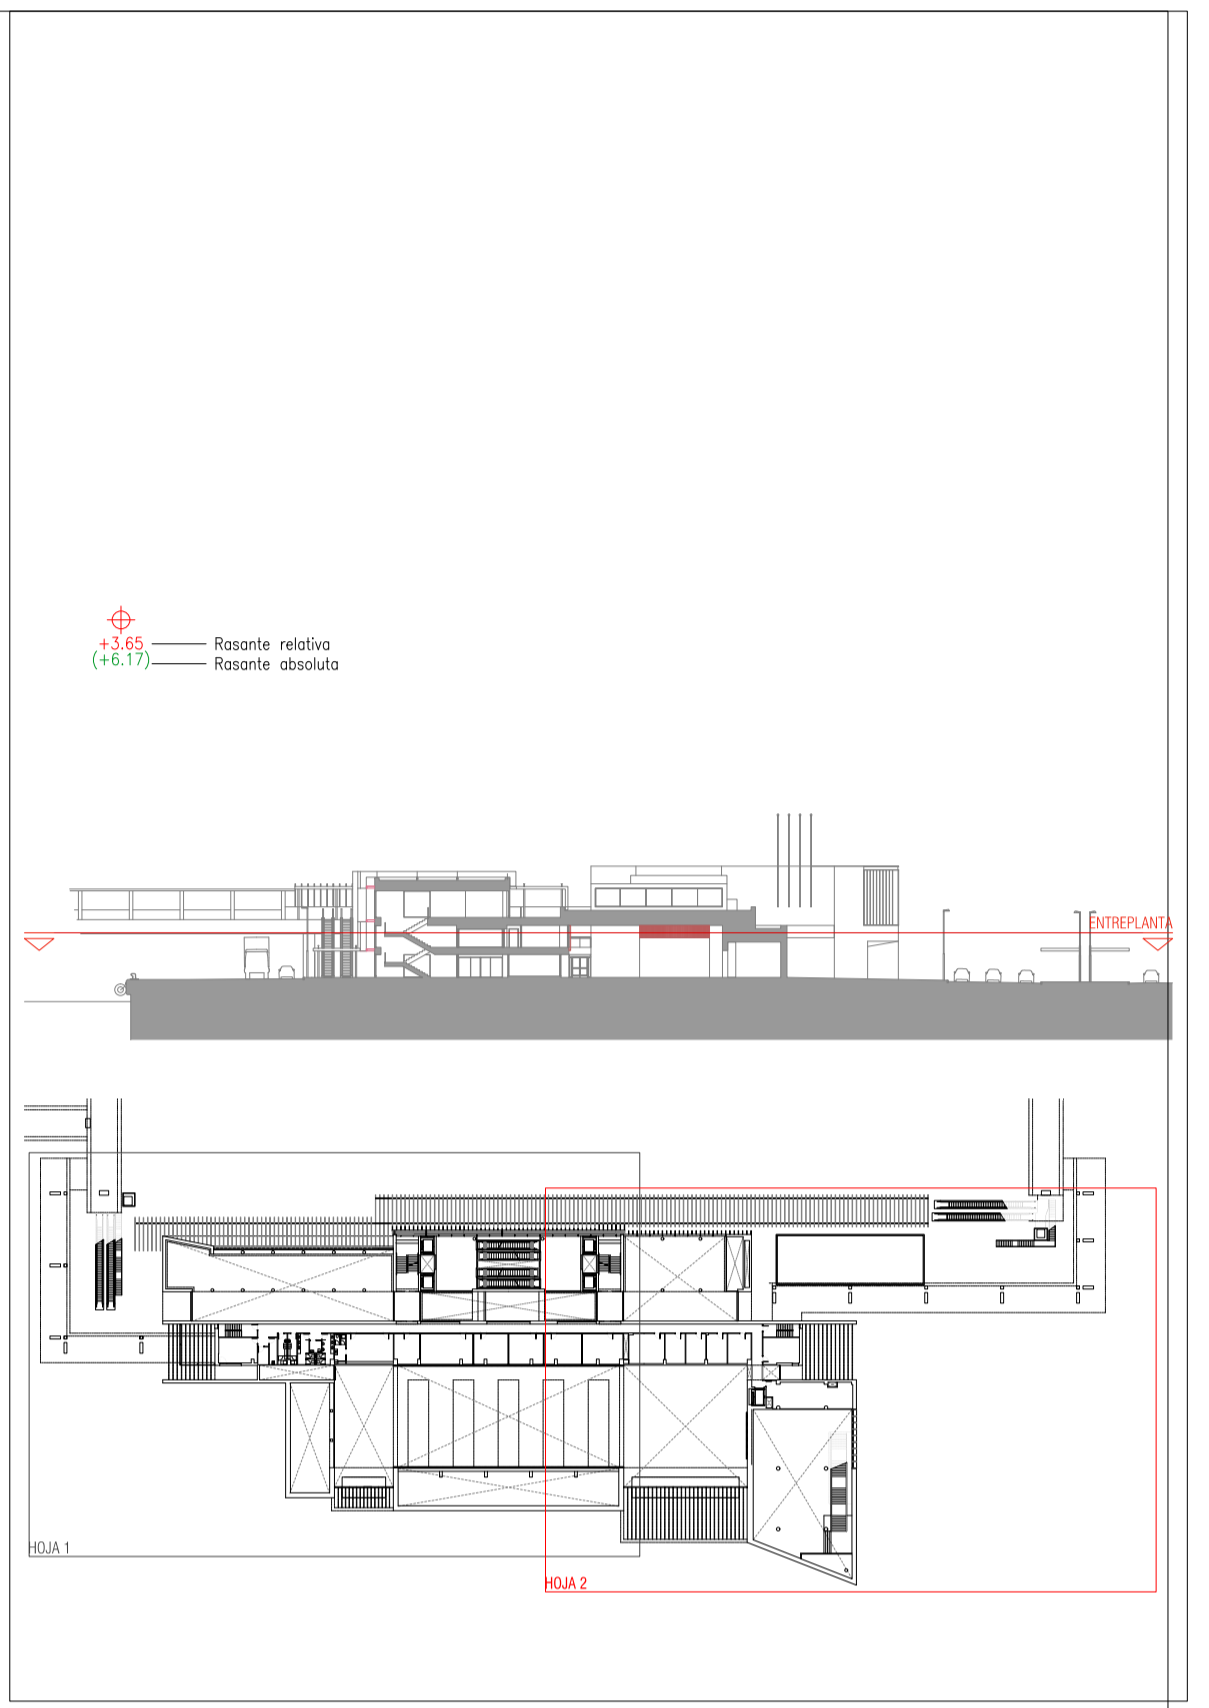 +3.65 Rasante relativa
(+6.17) Rasante absoluta
ENTREPLANTA
HOJA 1
HOJA 2